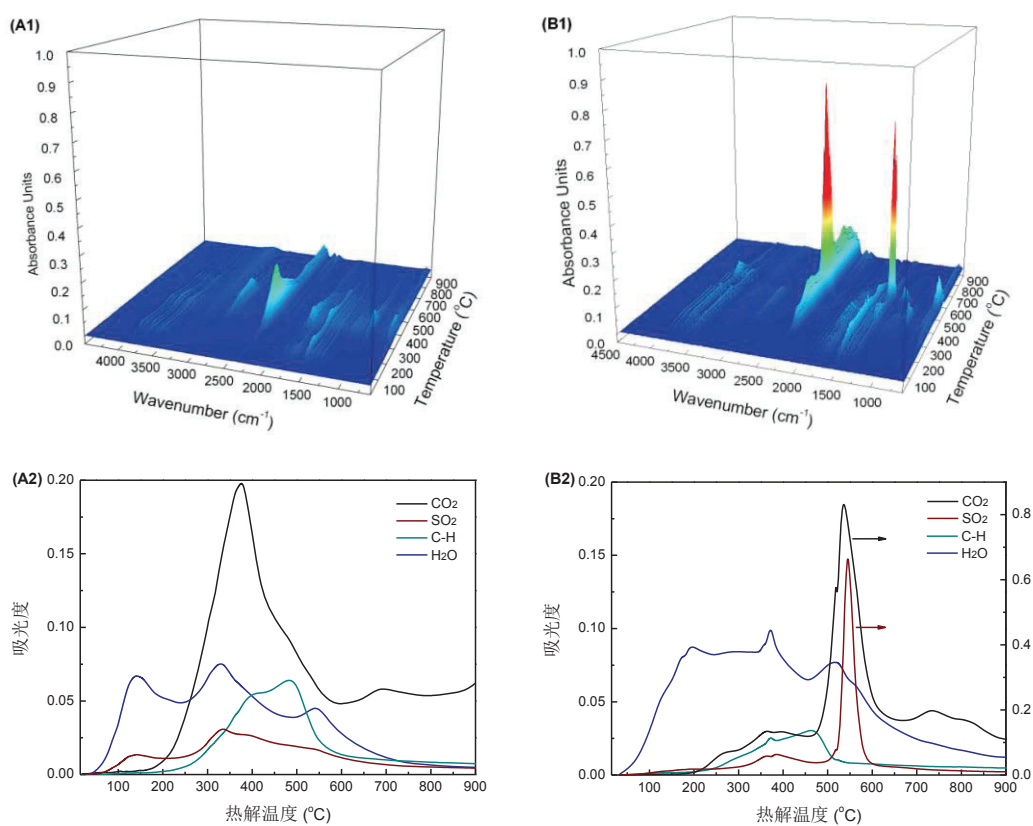 (A1)
1.0
0.9
0.8
0.7
0.6
0.5
0.4
0.3
0.2
0.1
0.0
Absorbance Units
4000
3500
3000
2500
2000
1500
1000
Wavenumber (cm⁻¹)
100
200
300
400
500
600
700
800
900
Temperature (°C)
(B1)
1.0
0.9
0.8
0.7
0.6
0.5
0.4
0.3
0.2
0.1
0.0
Absorbance Units
4500
4000
3500
3000
2500
2000
1500
1000
Wavenumber (cm⁻¹)
100
200
300
400
500
600
700
800
900
Temperature (°C)
(A2)
0.20
0.15
0.10
0.05
0.00
吸光度
CO₂
SO₂
C-H
H₂O
100 200 300 400 500 600 700 800 900
热解温度 (°C)
(B2)
0.20
0.15
0.10
0.05
0.00
吸光度
CO₂
SO₂
C-H
H₂O
0.8
0.6
0.4
0.2
0.0
100 200 300 400 500 600 700 800 900
热解温度 (°C)